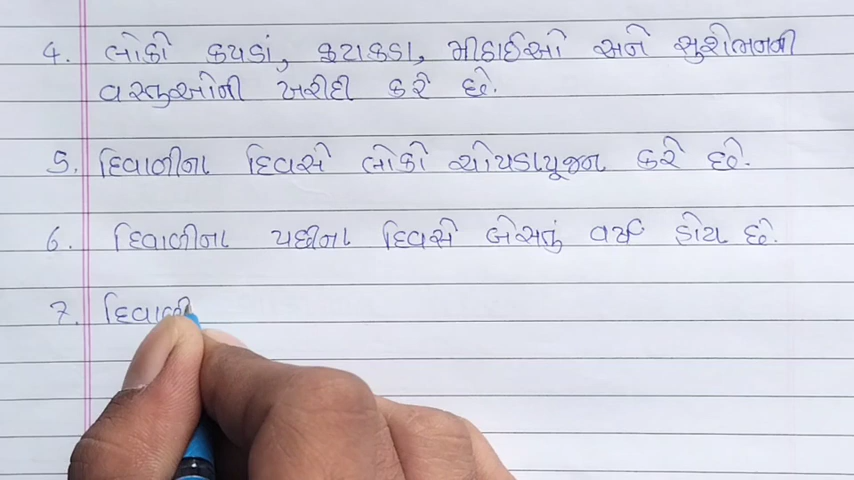 4. લોકો કપડાં, ફટાકડા, મીઠાઈઓ અને સુશોભનની
વસ્તુઓની ખરીદી કરે છે.
5. દિવાળીના દિવસે લોકો ચોપડાપૂજન કરે છે.
6. દિવાળીના પછીના દિવસે બેસતું વર્ષ હોય છે.
7. દિવાળી